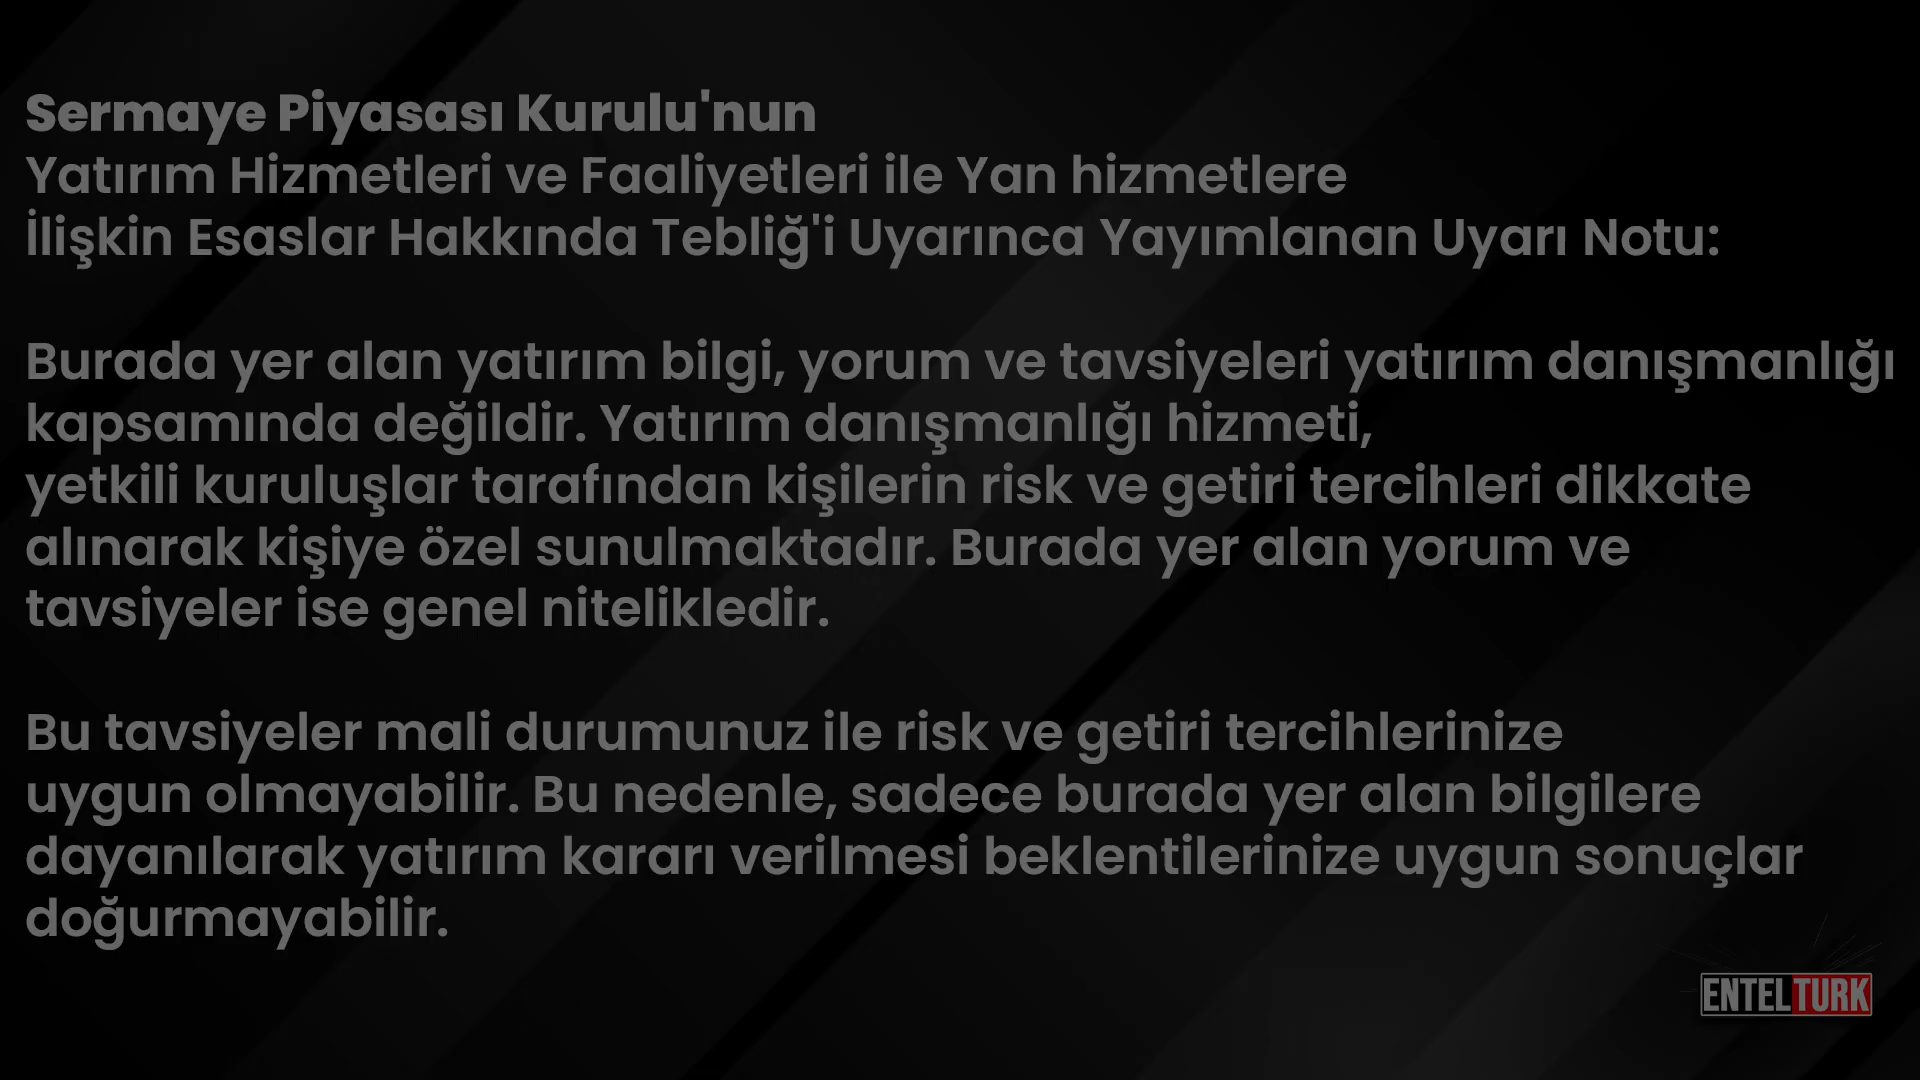 Sermaye Piyasası Kurulu'nun
Yatırım Hizmetleri ve Faaliyetleri ile Yan hizmetlere
İlişkin Esaslar Hakkında Tebliğ'i Uyarınca Yayımlanan Uyarı Notu:
Burada yer alan yatırım bilgi, yorum ve tavsiyeleri yatırım danışmanlığı
kapsamında değildir. Yatırım danışmanlığı hizmeti,
yetkili kuruluşlar tarafından kişilerin risk ve getiri tercihleri dikkate
alınarak kişiye özel sunulmaktadır. Burada yer alan yorum ve
tavsiyeler ise genel nitelikledir.
Bu tavsiyeler mali durumunuz ile risk ve getiri tercihlerinize
uygun olmayabilir. Bu nedenle, sadece burada yer alan bilgilere
dayanılarak yatırım kararı verilmesi beklentilerinize uygun sonuçlar
doğurmayabilir.
ENTELTURK